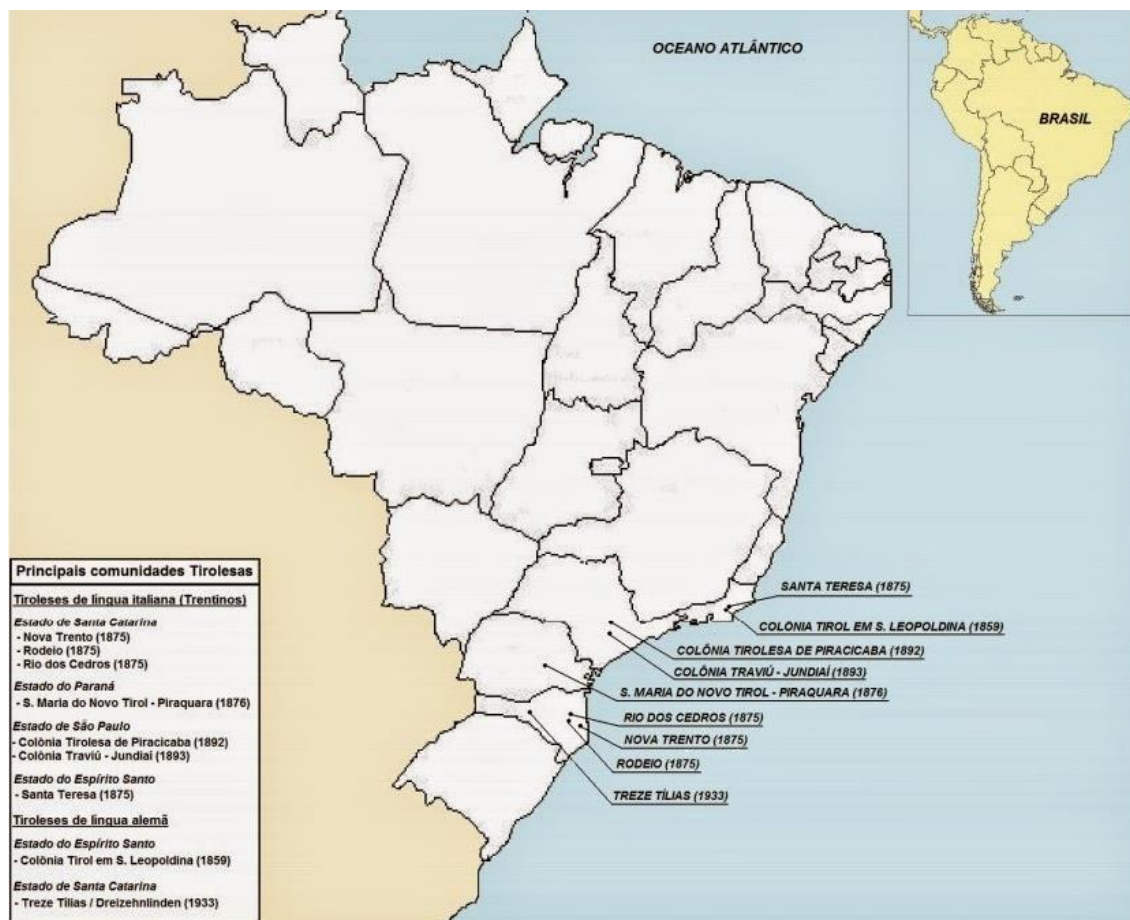 OCEANO ATLÂNTICO
BRASIL
SANTA TERESA (1875)
COLONIA TIROL EM S. LEOPOLDINA (1859)
COLÔNIA TIROLESA DE PIRACICABA (1892)
COLÔNIA TRAVIÚ - JUNDIAÍ (1893)
S. MARIA DO NOVO TIROL - PIRAQUARA (1876)
RIO DOS CEDROS (1875)
NOVA TRENTO (1875)
RODEIO (1875)
TREZE TÍLIAS (1933)
Principais comunidades Tirolesas
Tiroleses de língua italiana (Trentinos)
Estado de Santa Catarina
- Nova Trento (1875)
- Rodeio (1875)
- Rio dos Cedros (1875)
Estado do Paraná
- S. Maria do Novo Tirol - Piraquara (1876)
Estado de São Paulo
- Colônia Tirolesa de Piracicaba (1892)
- Colônia Traviú - Jundiaí (1893)
Estado do Espírito Santo
- Santa Teresa (1875)
Tiroleses de língua alemã
Estado do Espírito Santo
- Colônia Tirol em S. Leopoldina (1859)
Estado de Santa Catarina
- Treze Tílias / Dreizehnlinden (1933)